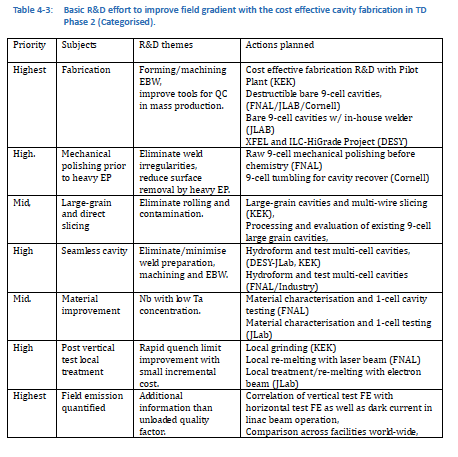 Table 4-3: Basic R&D effort to improve field gradient with the cost effective cavity fabrication in TD
Phase 2 (Categorised).
Priority Subjects R&D themes Actions planned
Highest Fabrication Forming/machining Cost effective fabrication R&D with Pilot
EBW, Plant (KEK)
improve tools for QC Destructible bare 9-cell cavities,
in mass production. (FNAL/JLAB/Cornell)
Bare 9-cell cavities w/ in-house welder
(JLAB)
XFEL and ILC-HiGrade Project (DESY)
High. Mechanical Eliminate weld Raw 9-cell mechanical polishing before
polishing prior irregularities, chemistry (FNAL)
to heavy EP reduce surface 9-cell tumbling for cavity recover (Cornell)
removal by heavy EP.
Mid, Large-grain Eliminate rolling and Large-grain cavities and multi-wire slicing
and direct contamination. (KEK),
slicing Processing and evaluation of existing 9-cell
large grain cavities,
High Seamless cavity Eliminate/minimise Hydroform and test multi-cell cavities,
weld preparation, (DESY-JLab, KEK)
machining and EBW. Hydroform and test multi-cell cavities
(FNAL/Industry)
Mid. Material Nb with low Ta Material characterisation and 1-cell cavity
improvement concentration. testing (FNAL)
Material characterisation and 1-cell testing
(JLab)
High Post vertical Rapid quench limit Local grinding (KEK)
test local improvement with Local re-melting with laser beam (FNAL)
treatment small incremental Local treatment/re-melting with electron
cost. beam (JLab)
Highest Field emission Additional Correlation of vertical test FE with
quantified information than horizontal test FE as well as dark current in
unloaded quality linac beam operation,
factor. Comparison across facilities world-wide,